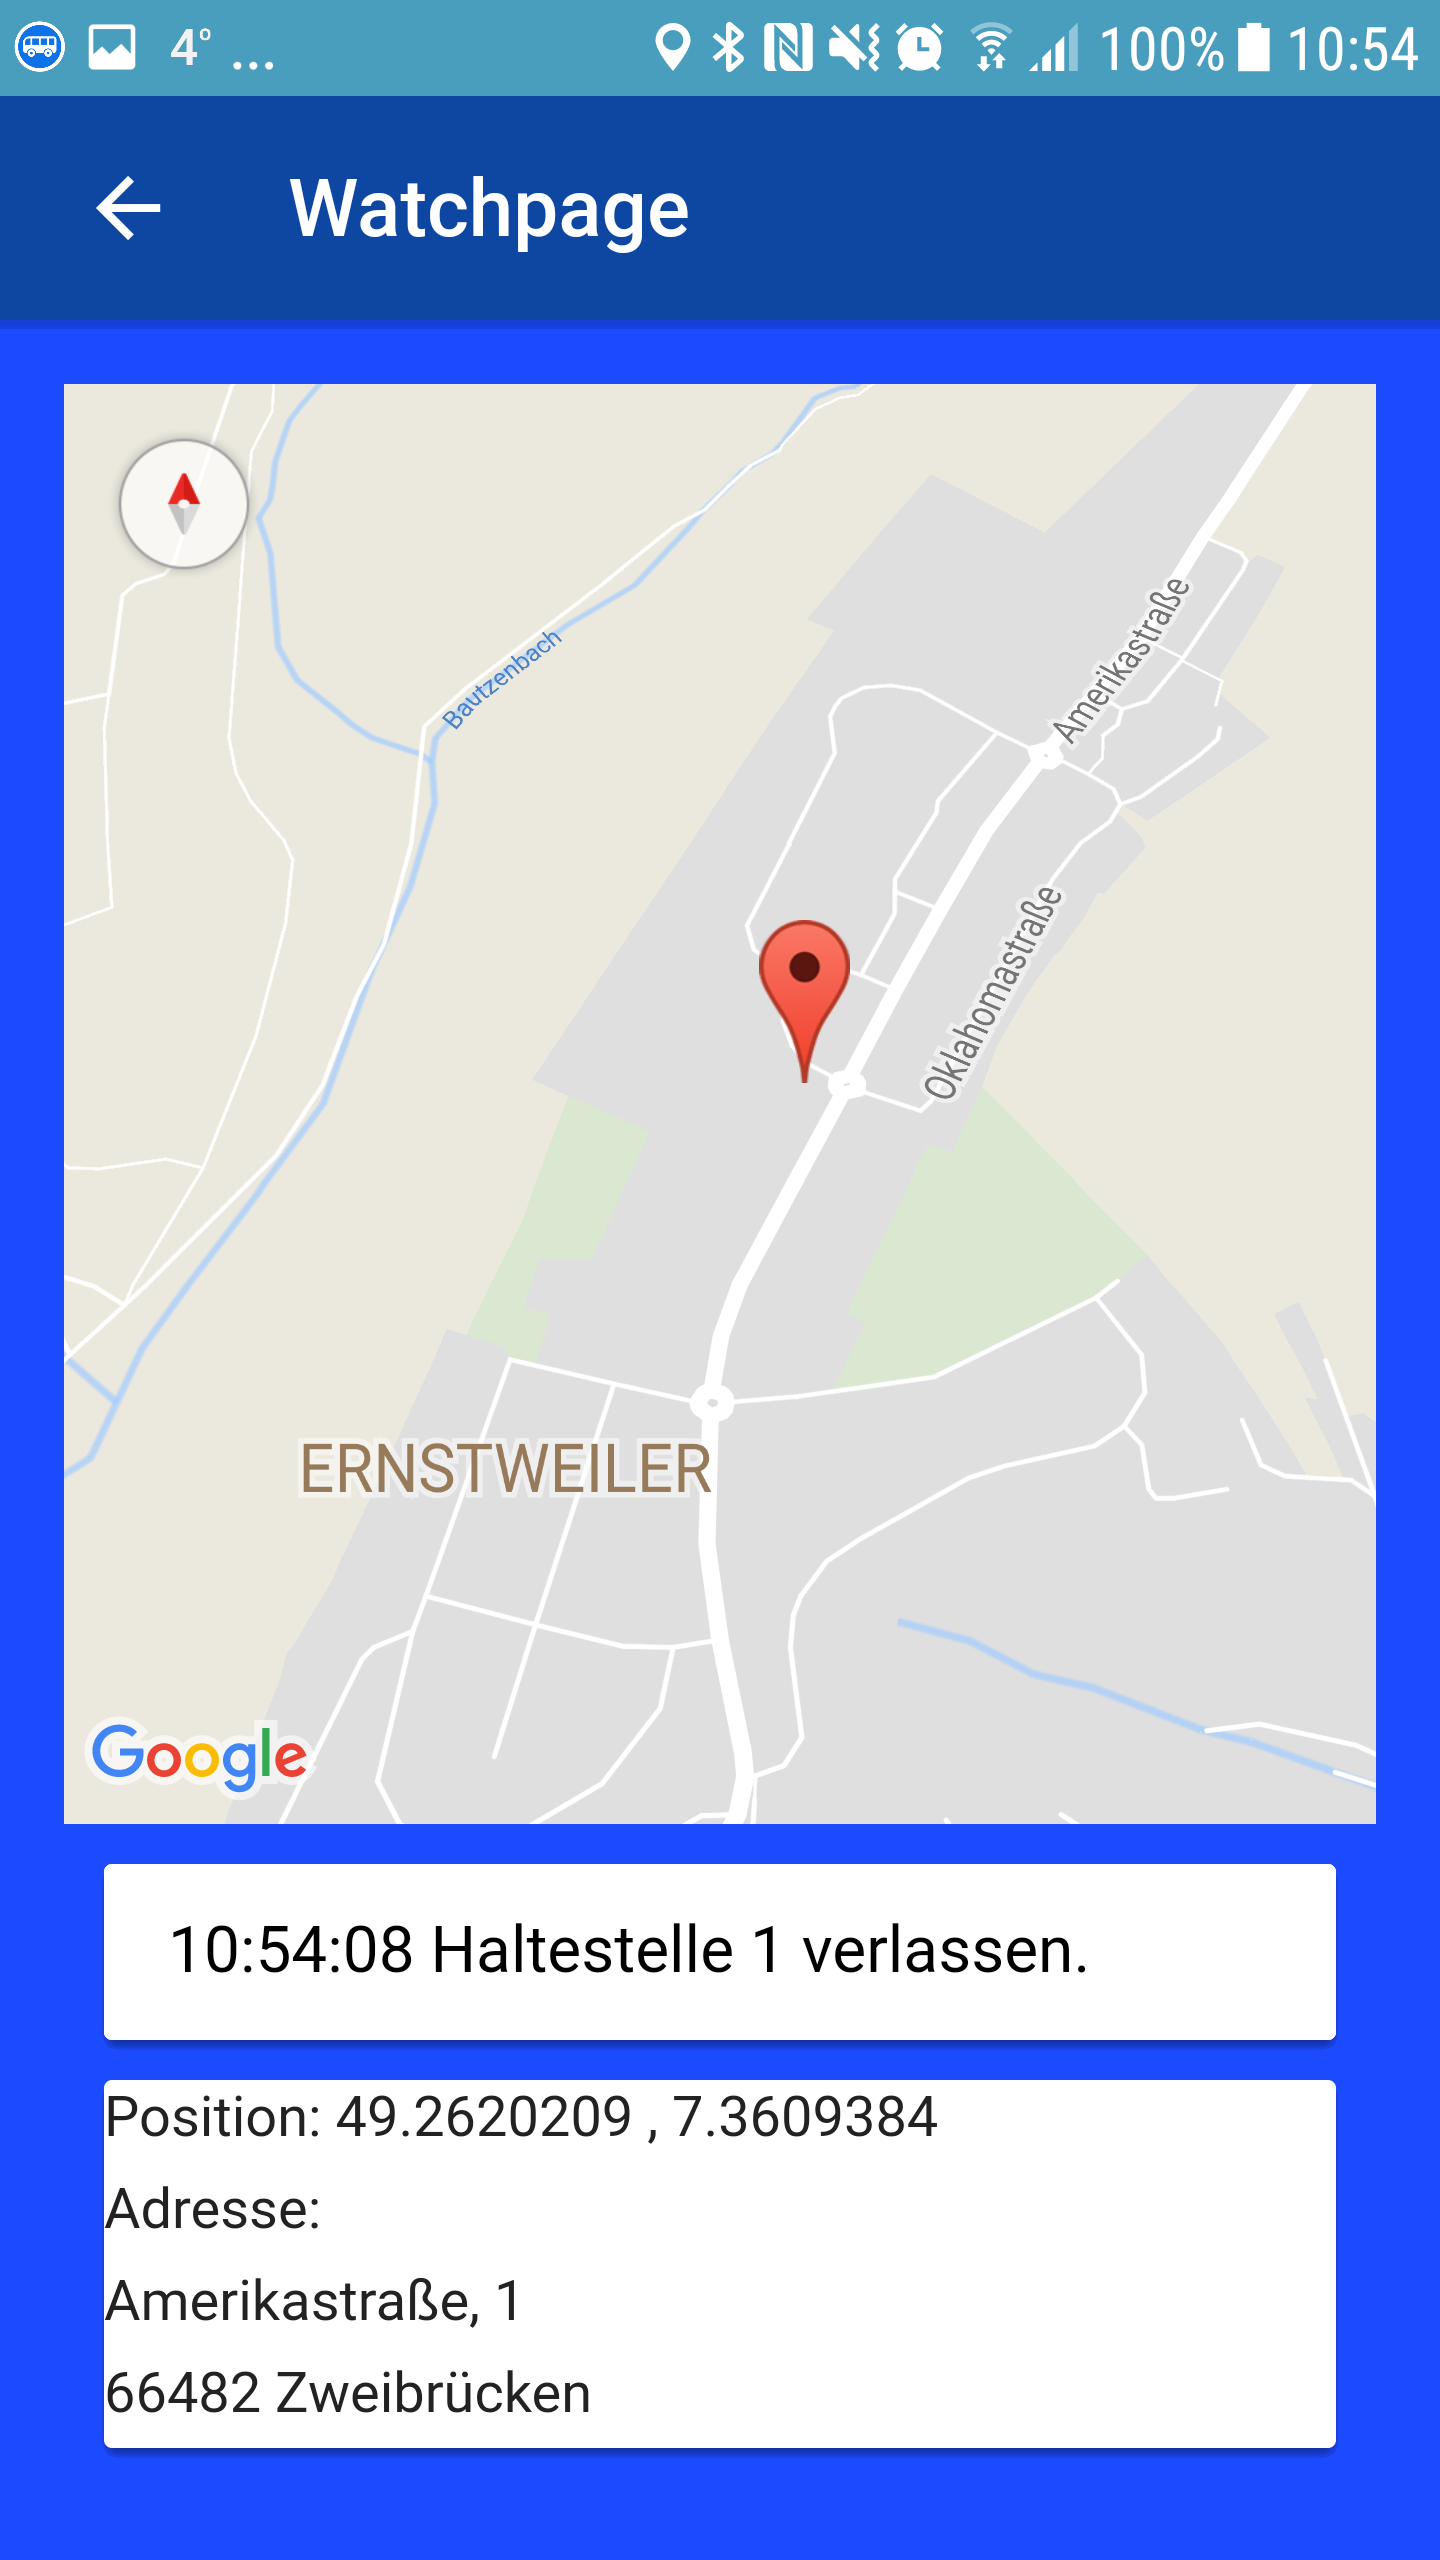 4° ...
100% 10:54
Watchpage
Bautzenbach
Amerikastraße
Oklahomastraße
ERNSTWEILER
Google
10:54:08 Haltestelle 1 verlassen.
Position: 49.2620209 , 7.3609384
Adresse:
Amerikastraße, 1
66482 Zweibrücken